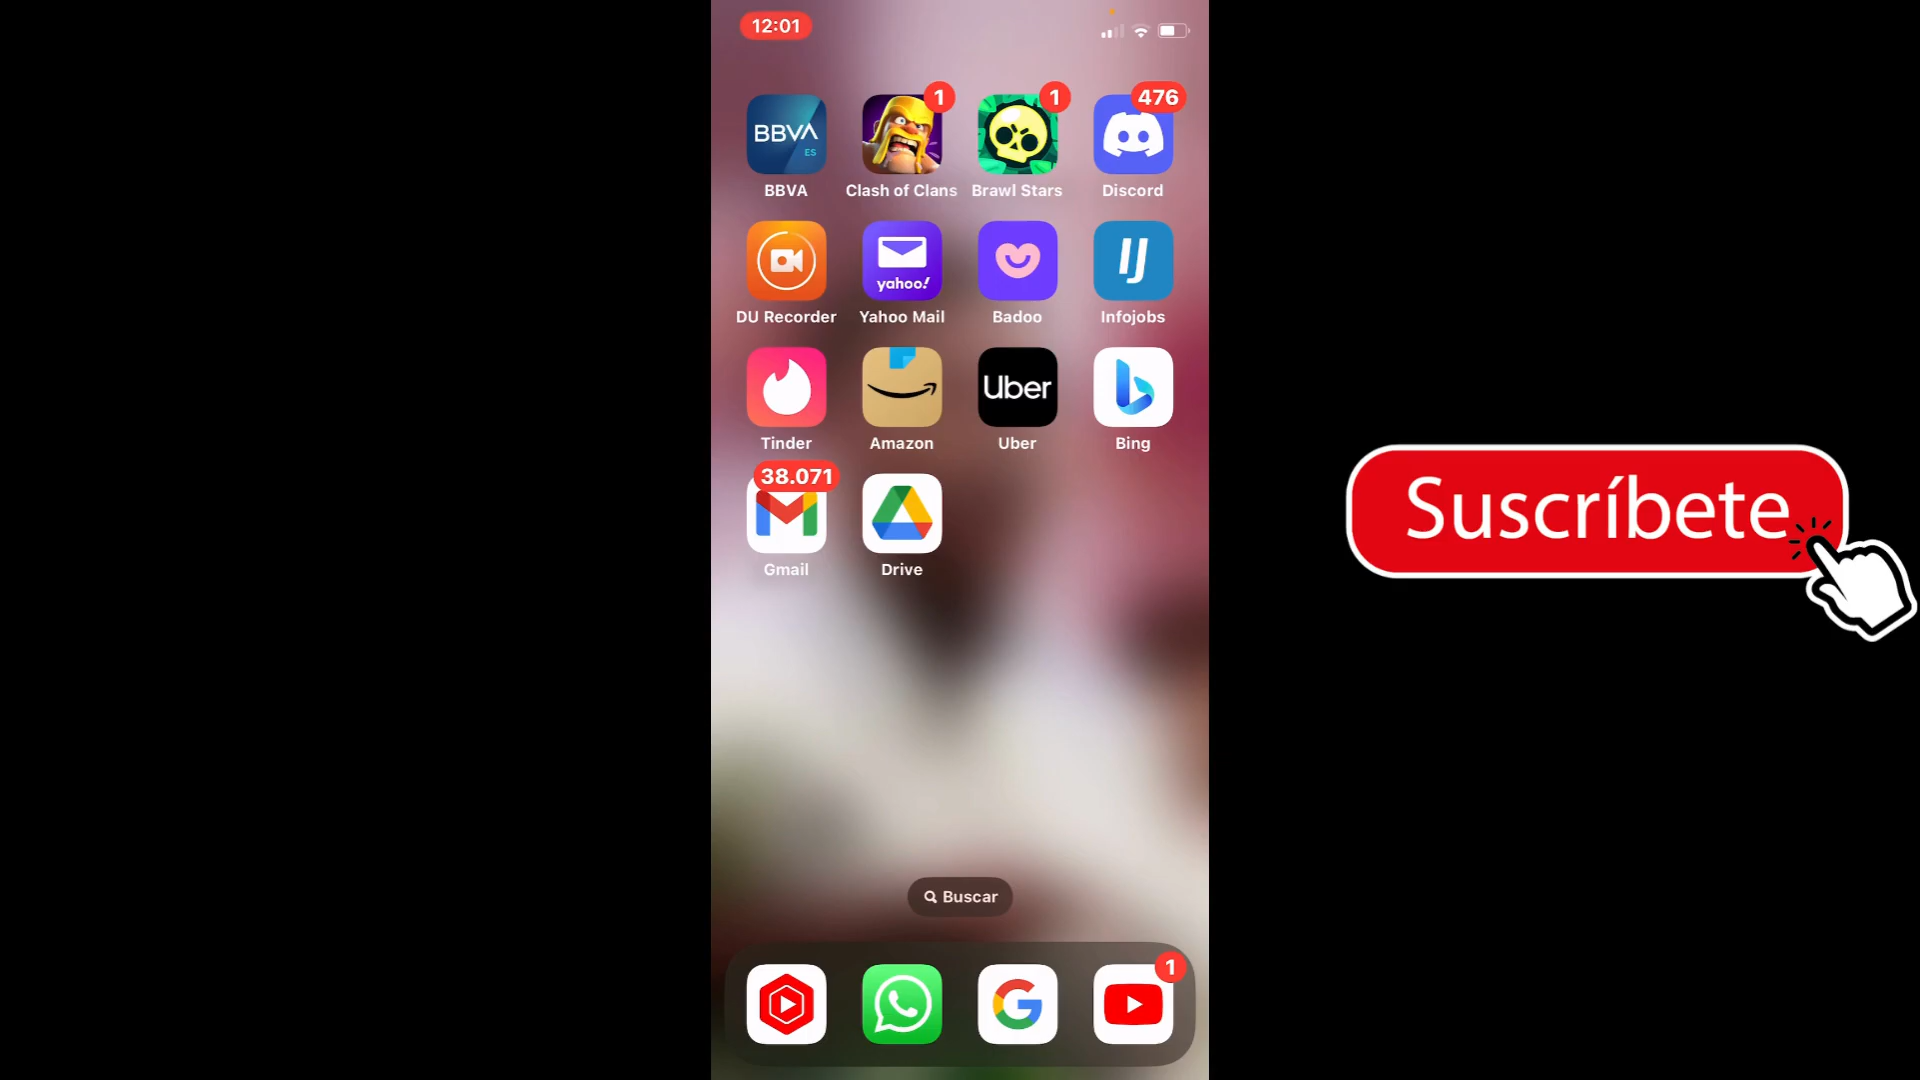 12:01
1
1
476
BBVA
ES
BBVA
Clash of Clans
Brawl Stars
Discord
yahoo!
IJ
DU Recorder
Yahoo Mail
Badoo
Infojobs
Uber
Tinder
Amazon
Uber
Bing
38.071
Gmail
Drive
Suscríbete
Buscar
1